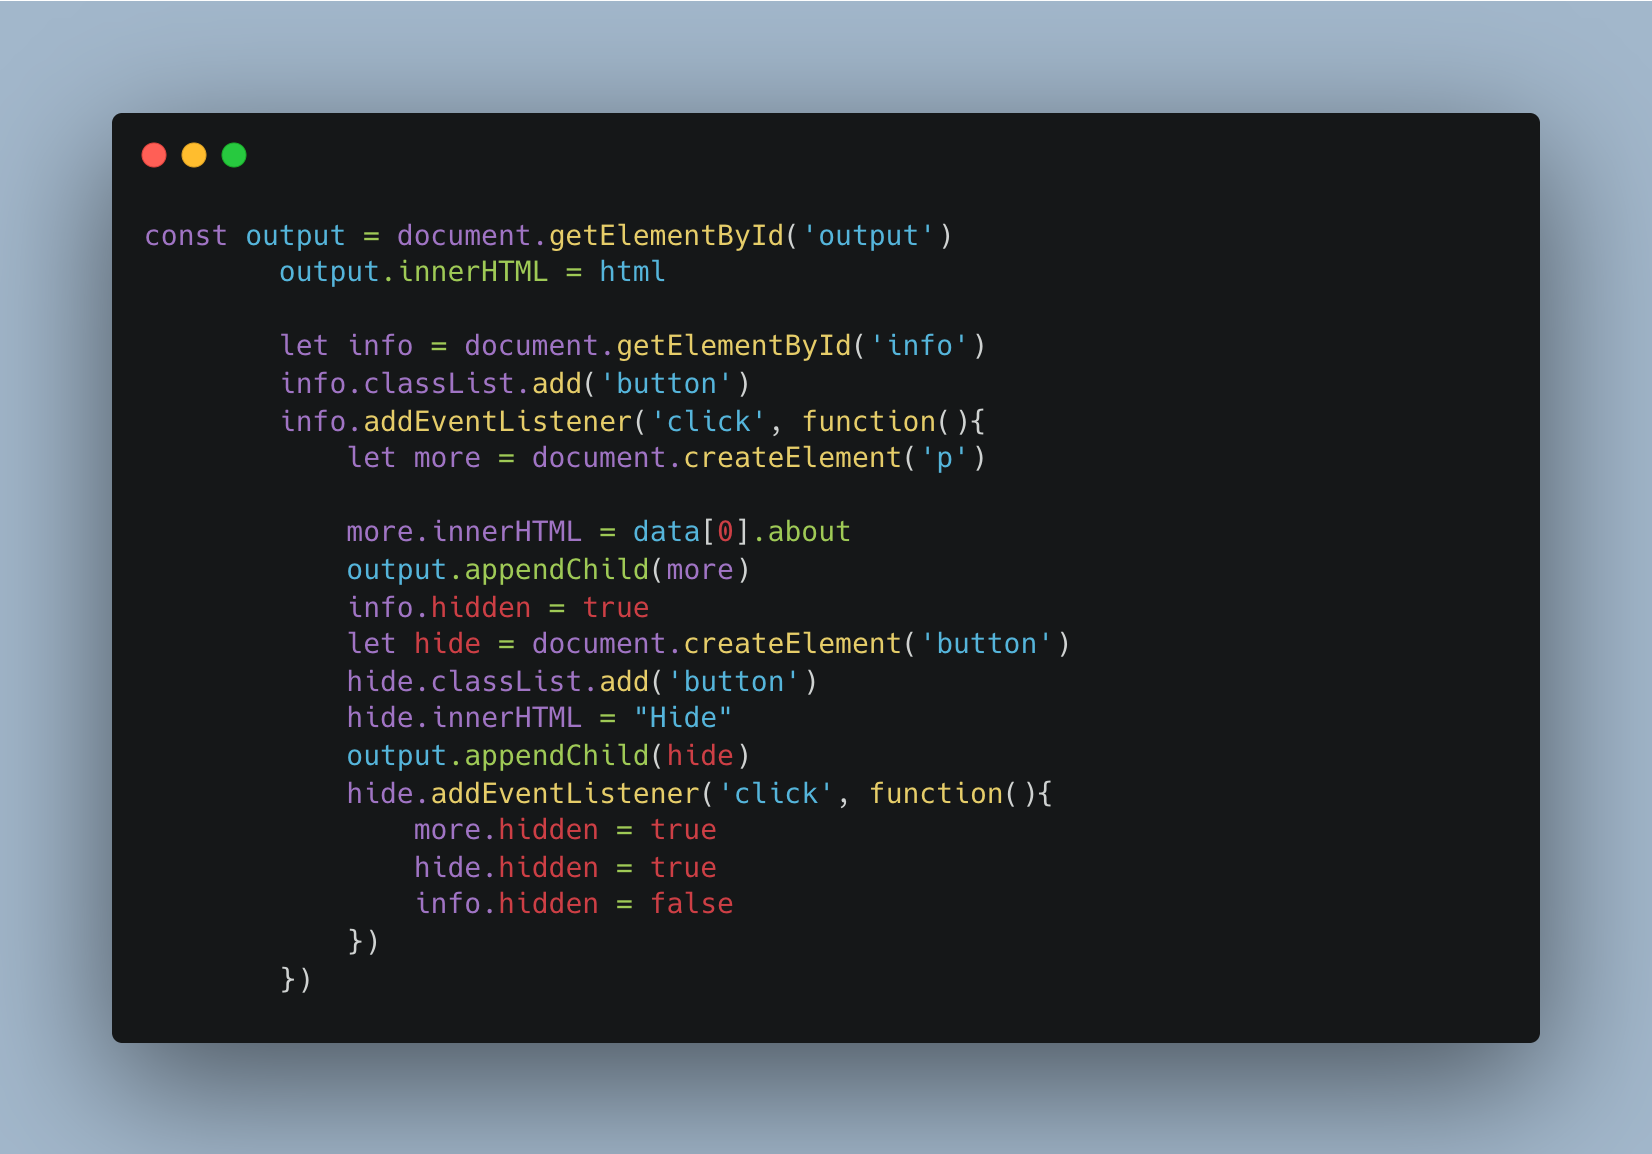 const output = document.getElementById('output')
        output.innerHTML = html

        let info = document.getElementById('info')
        info.classList.add('button')
        info.addEventListener('click', function(){
            let more = document.createElement('p')

            more.innerHTML = data[0].about
            output.appendChild(more)
            info.hidden = true
            let hide = document.createElement('button')
            hide.classList.add('button')
            hide.innerHTML = "Hide"
            output.appendChild(hide)
            hide.addEventListener('click', function(){
                more.hidden = true
                hide.hidden = true
                info.hidden = false
            })
        })